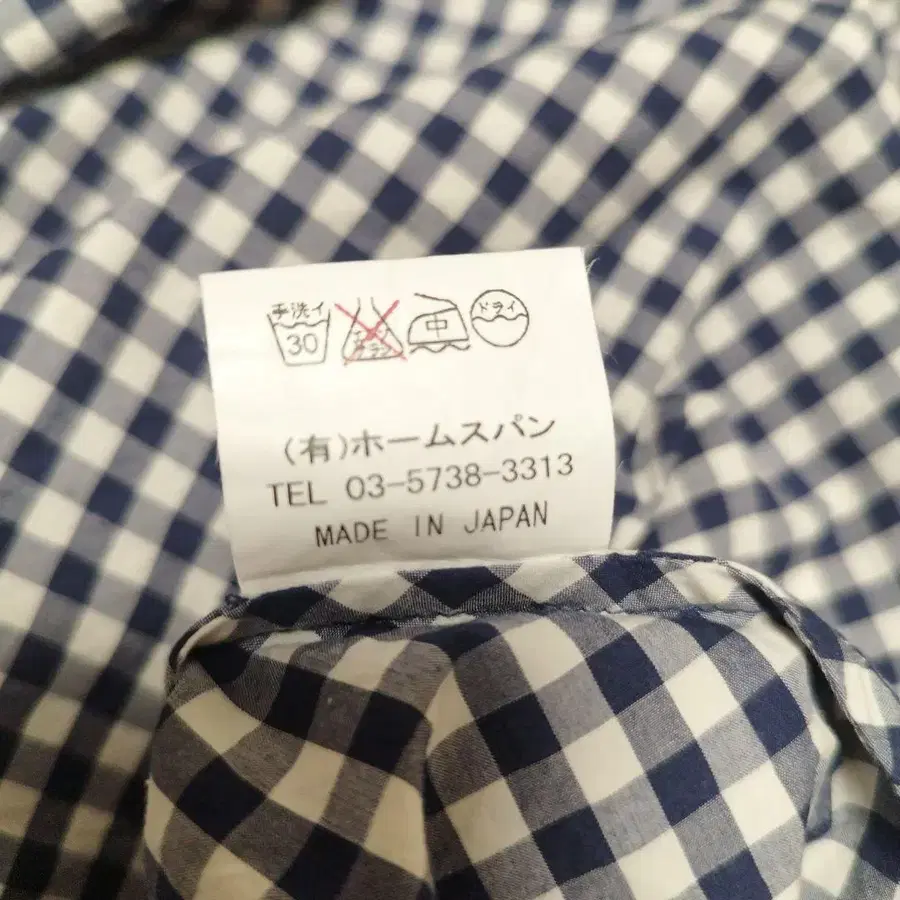 手洗イ
30
エンソ
サラシ
中
ドライ
(有)ホームスパン
TEL 03-5738-3313
MADE IN JAPAN